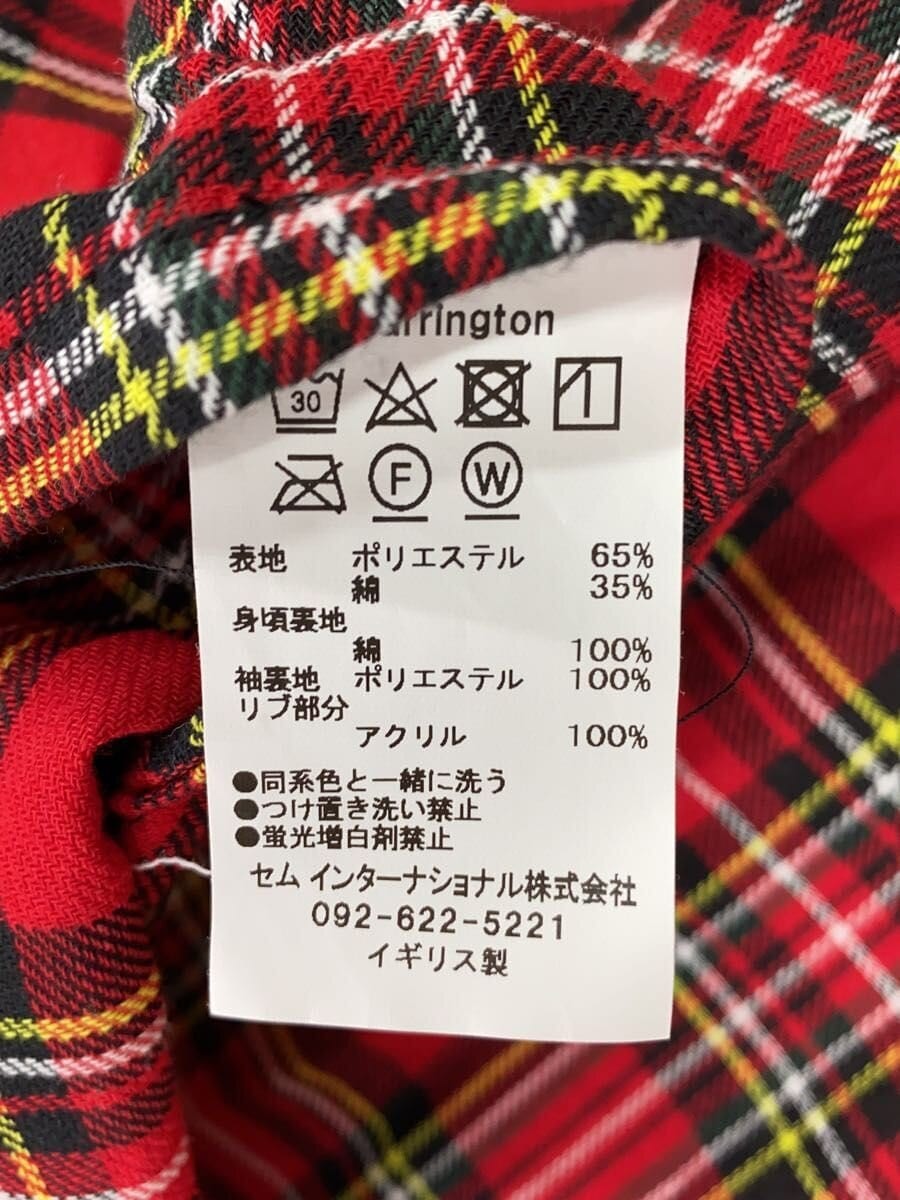 arrington
30
F W
表地 ポリエステル 65%
綿 35%
身頃裏地
綿 100%
袖裏地 ポリエステル 100%
リブ部分
アクリル 100%
●同系色と一緒に洗う
●つけ置き洗い禁止
●蛍光増白剤禁止
セム インターナショナル株式会社
092-622-5221
イギリス製